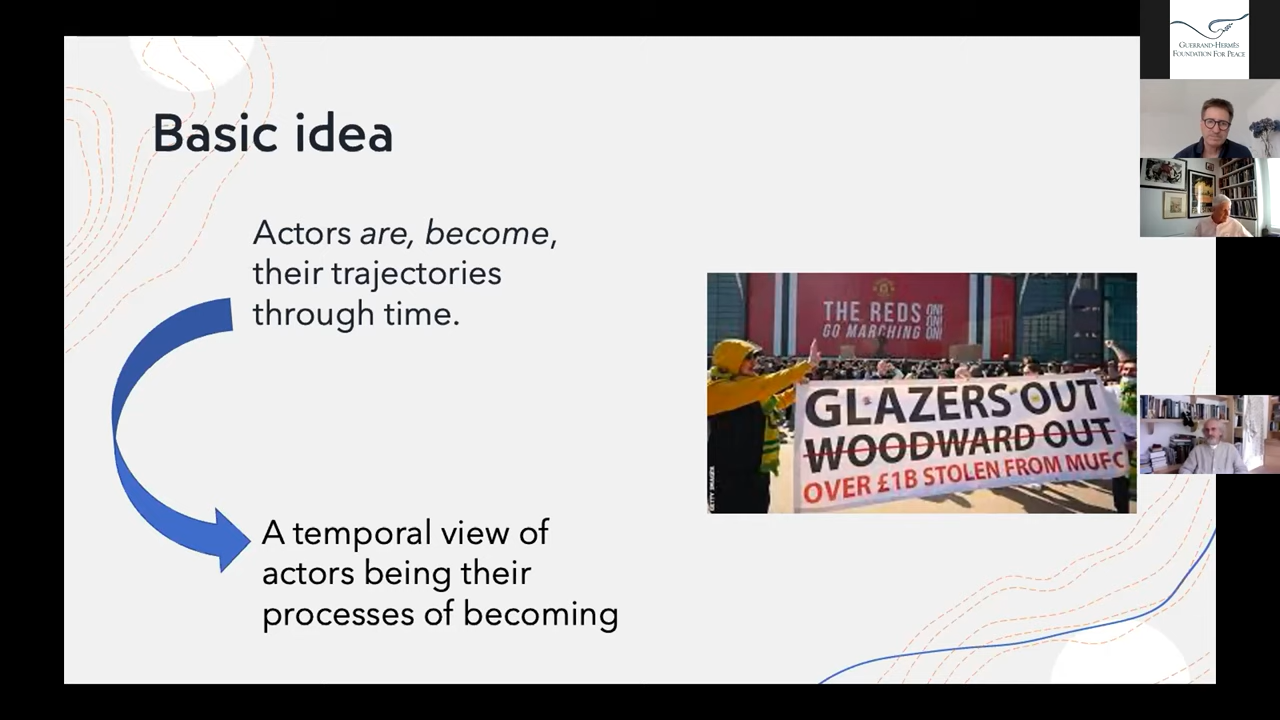 Basic idea
Actors are, become,
their trajectories
through time.
A temporal view of
actors being their
processes of becoming
THE REDS ON!
GO MARCHING ON!
ON!
GLAZERS OUT
WOODWARD OUT
OVER £1B STOLEN FROM MUFC
GETTY IMAGES
GUERRAND-HERMÈS
FOUNDATION FOR PEACE